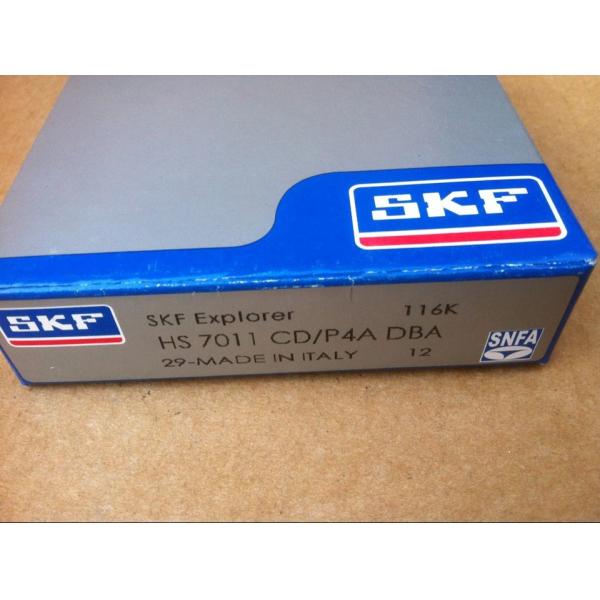 SKF
SKF
SKF Explorer 116K
HS 7011 CD/P4A DBA
29-MADE IN ITALY 12
SNFA